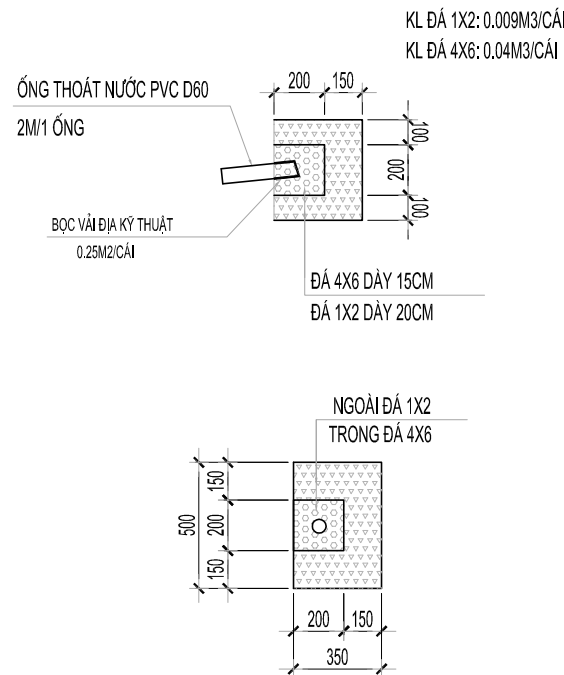 KL ĐÁ 1X2: 0.009M3/CÁI
KL ĐÁ 4X6: 0.04M3/CÁI
200 150
ỐNG THOÁT NƯỚC PVC D60
2M/1 ỐNG
100
200
100
BỌC VẢI ĐỊA KỸ THUẬT
0.25M2/CÁI
ĐÁ 4X6 DÀY 15CM
ĐÁ 1X2 DÀY 20CM
NGOÀI ĐÁ 1X2
TRONG ĐÁ 4X6
150
500
200
150
200 150
350